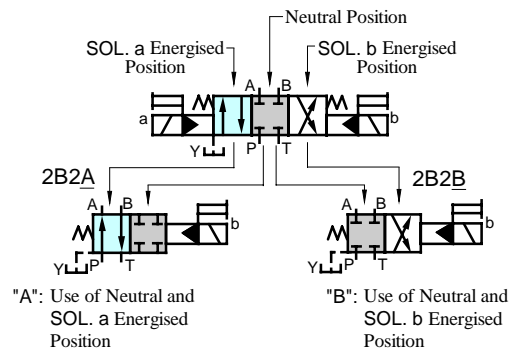 Neutral Position
SOL. a Energised
Position
SOL. b Energised
Position
A B
a
b
Y
P T
2B2A
2B2B
A B
b
Y
P T
A B
b
Y
P T
"A": Use of Neutral and
SOL. a Energised
Position
"B": Use of Neutral and
SOL. b Energised
Position